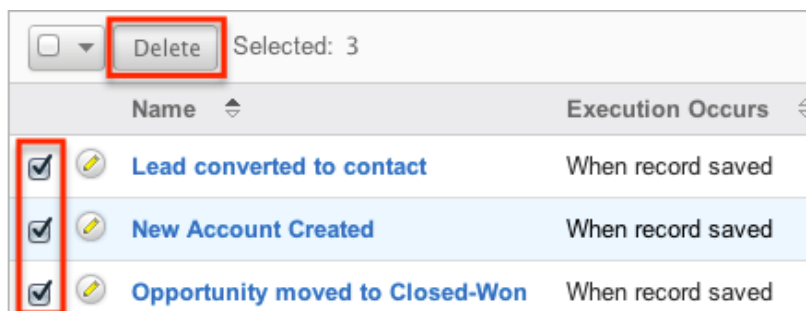 Delete Selected: 3
Name Execution Occurs
Lead converted to contact When record saved
New Account Created When record saved
Opportunity moved to Closed-Won When record saved